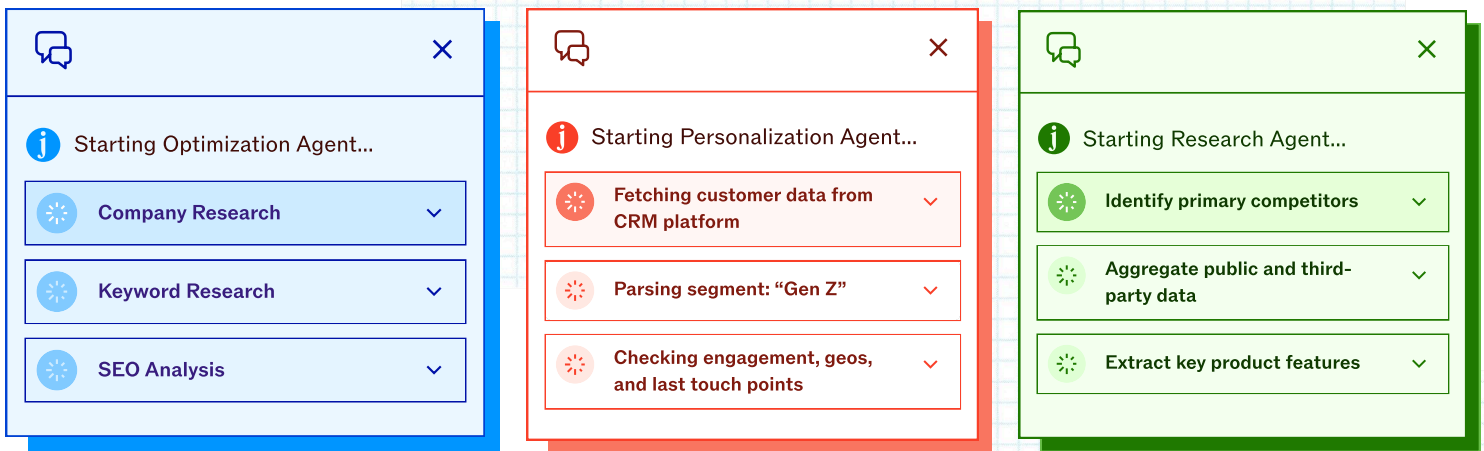 j Starting Optimization Agent...
Company Research
Keyword Research
SEO Analysis
j Starting Personalization Agent...
Fetching customer data from
CRM platform
Parsing segment: “Gen Z”
Checking engagement, geos,
and last touch points
j Starting Research Agent...
Identify primary competitors
Aggregate public and third-
party data
Extract key product features